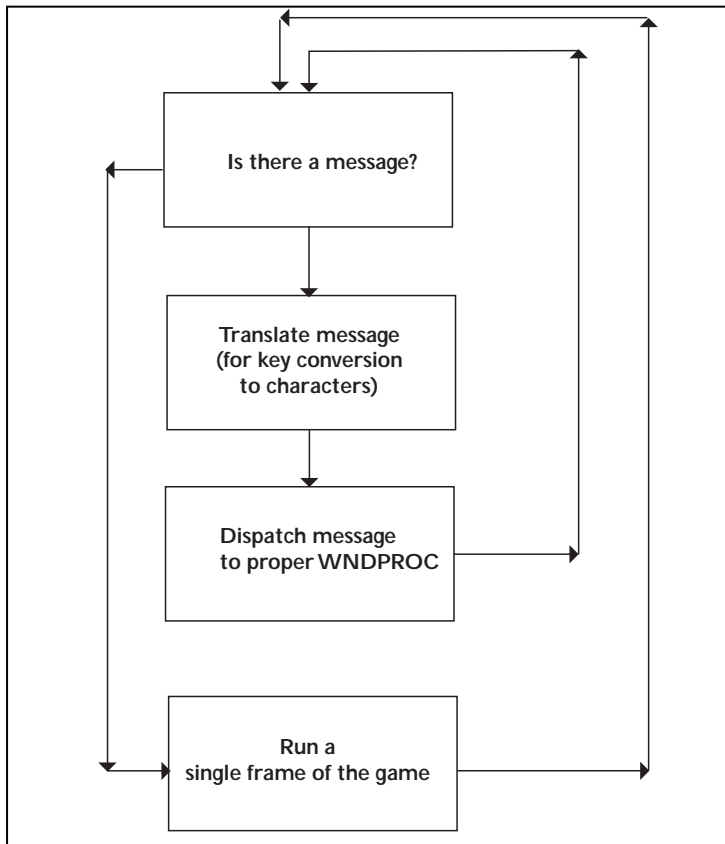 Is there a message?
Translate message
(for key conversion
to characters)
Dispatch message
to proper WNDPROC
Run a
single frame of the game